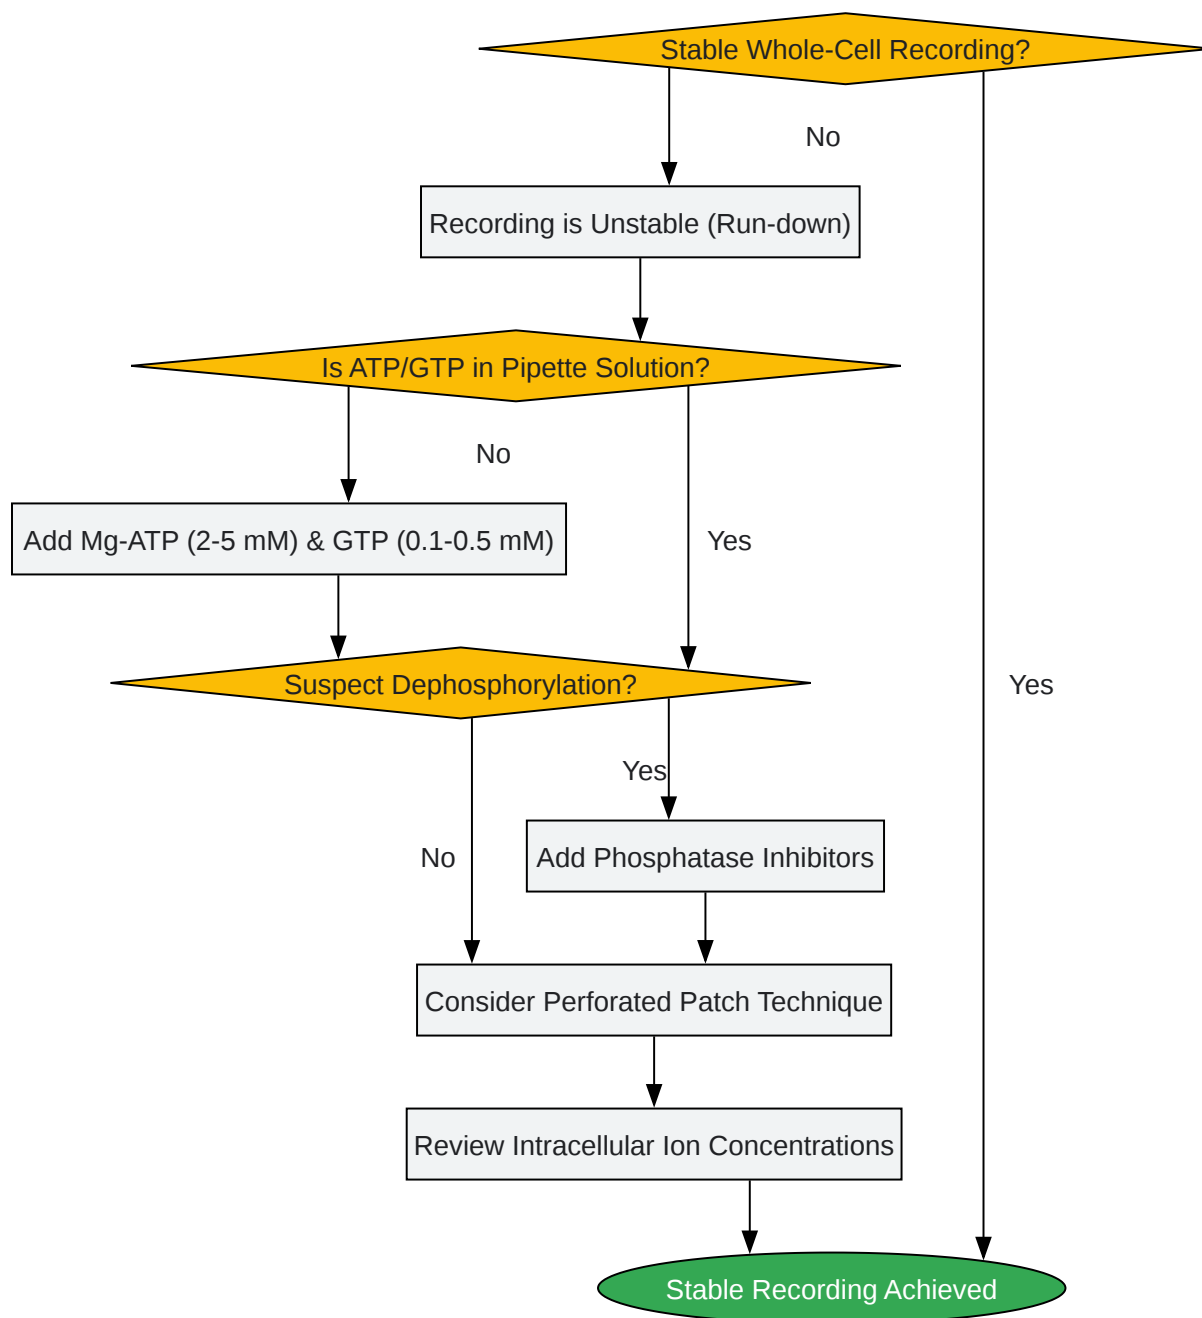 Stable Whole-Cell Recording?
No
Recording is Unstable (Run-down)
Is ATP/GTP in Pipette Solution?
No
Add Mg-ATP (2-5 mM) & GTP (0.1-0.5 mM)
Yes
Suspect Dephosphorylation?
Yes
Yes
No
Add Phosphatase Inhibitors
Consider Perforated Patch Technique
Review Intracellular Ion Concentrations
Stable Recording Achieved